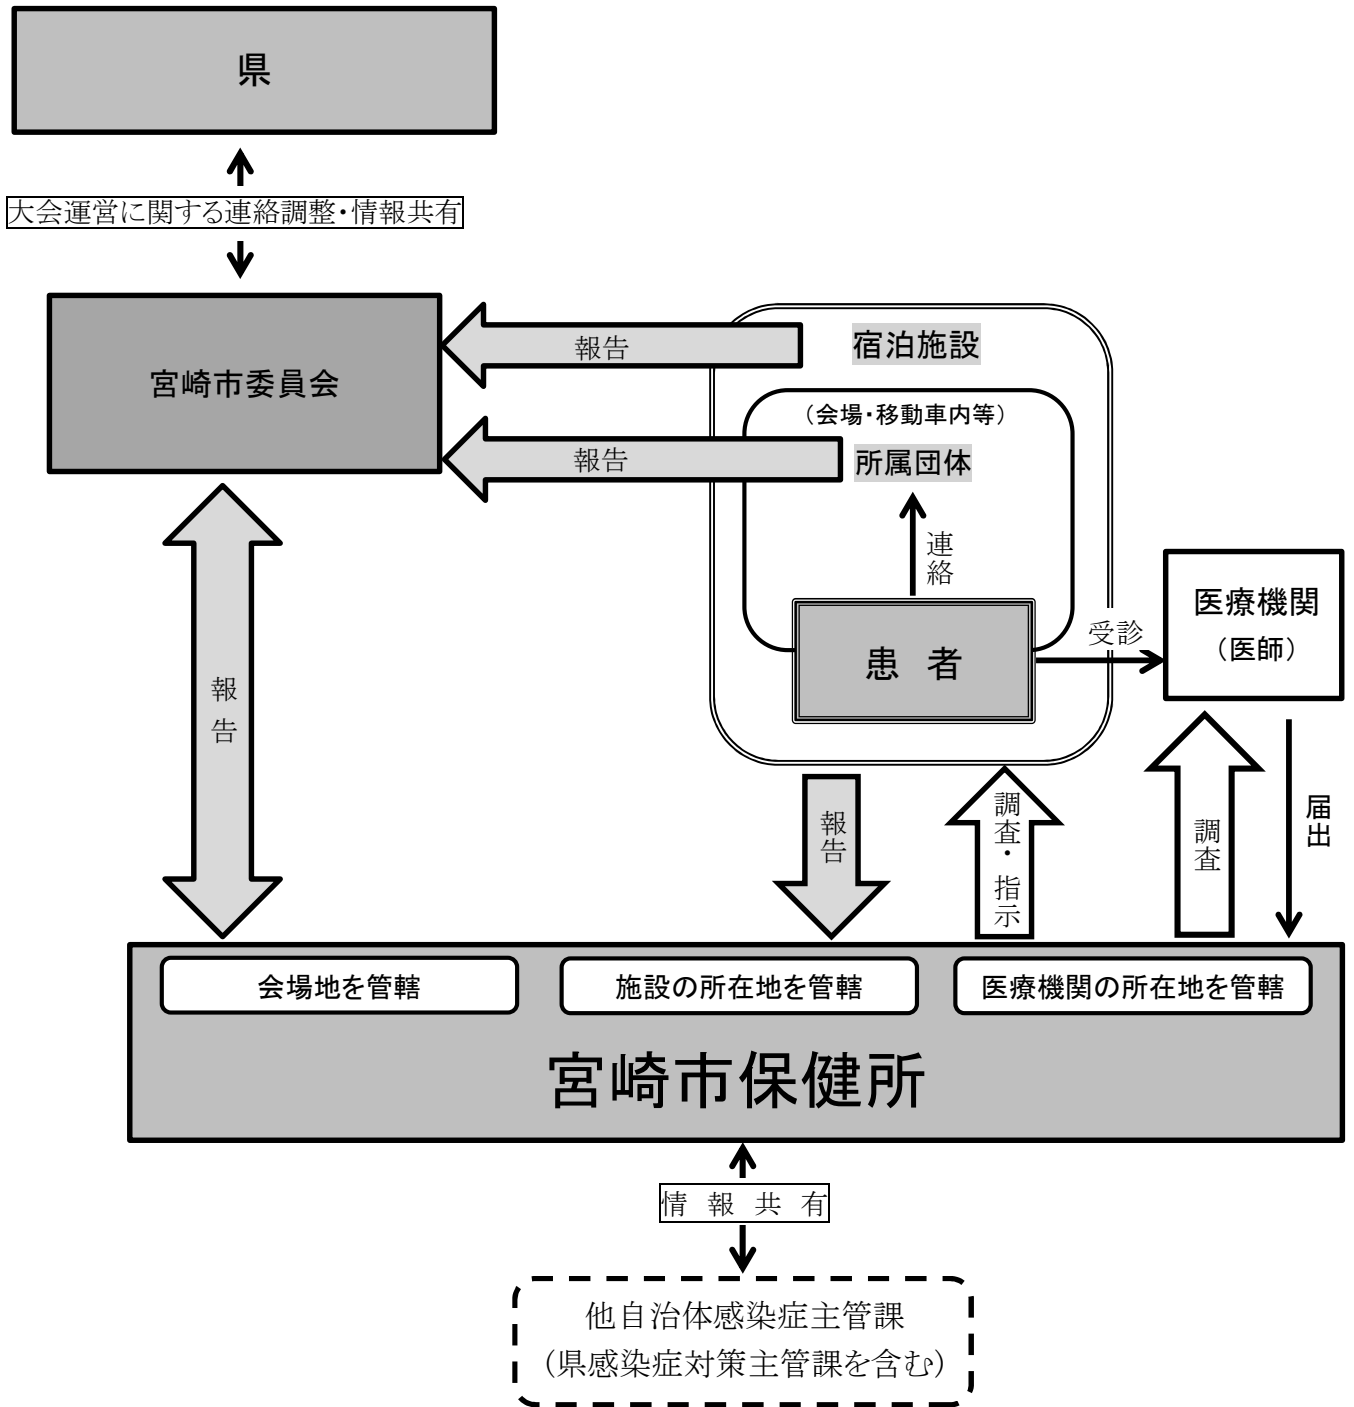 県
大会運営に関する連絡調整・情報共有
宮崎市委員会
報告
宿泊施設
（会場・移動車内等）
報告
所属団体
連絡
患　者
受診
医療機関
（医師）
報告
報告
調査・指示
調査
届出
会場地を管轄
施設の所在地を管轄
医療機関の所在地を管轄
宮崎市保健所
情　報　共　有
他自治体感染症主管課
（県感染症対策主管課を含む）